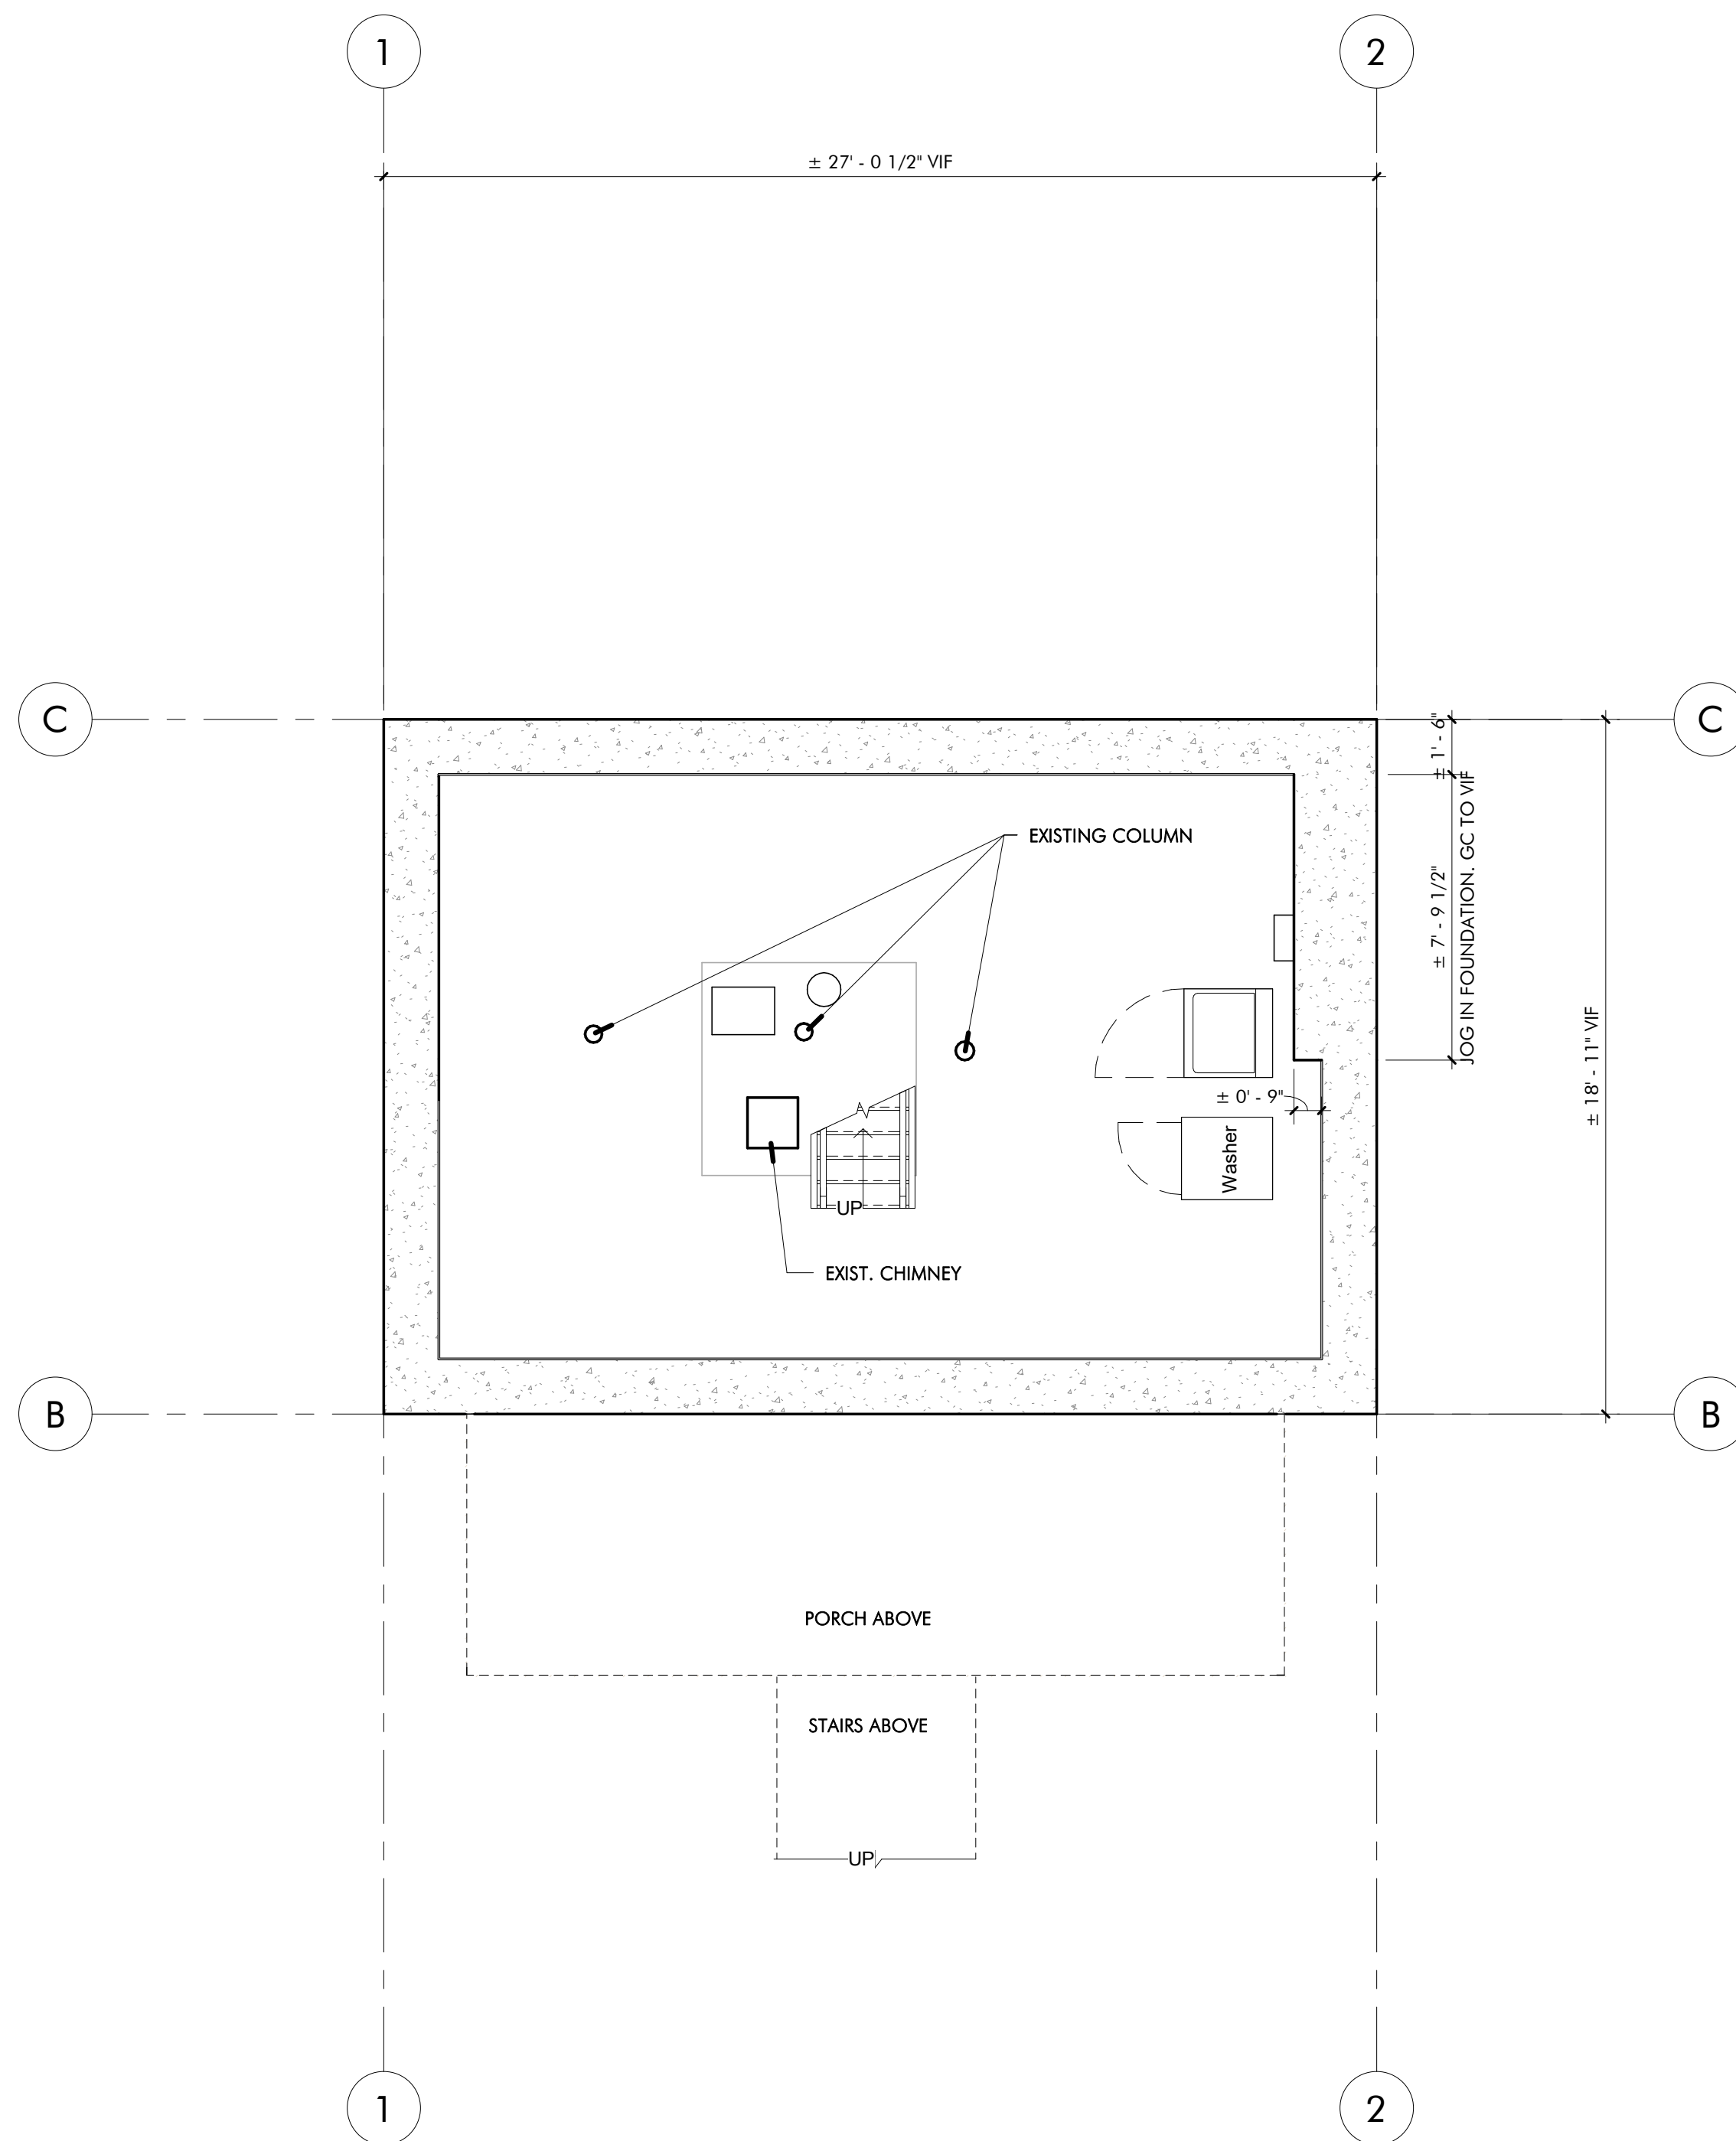 1
2
± 27' - 0 1/2" VIF
C
C
± 1' - 6"
EXISTING COLUMN
± 7' - 9 1/2"
JOG IN FOUNDATION. GC TO VIF
± 18' - 11" VIF
± 0' - 9"
Washer
UP
EXIST. CHIMNEY
B
B
PORCH ABOVE
STAIRS ABOVE
UP
1
2